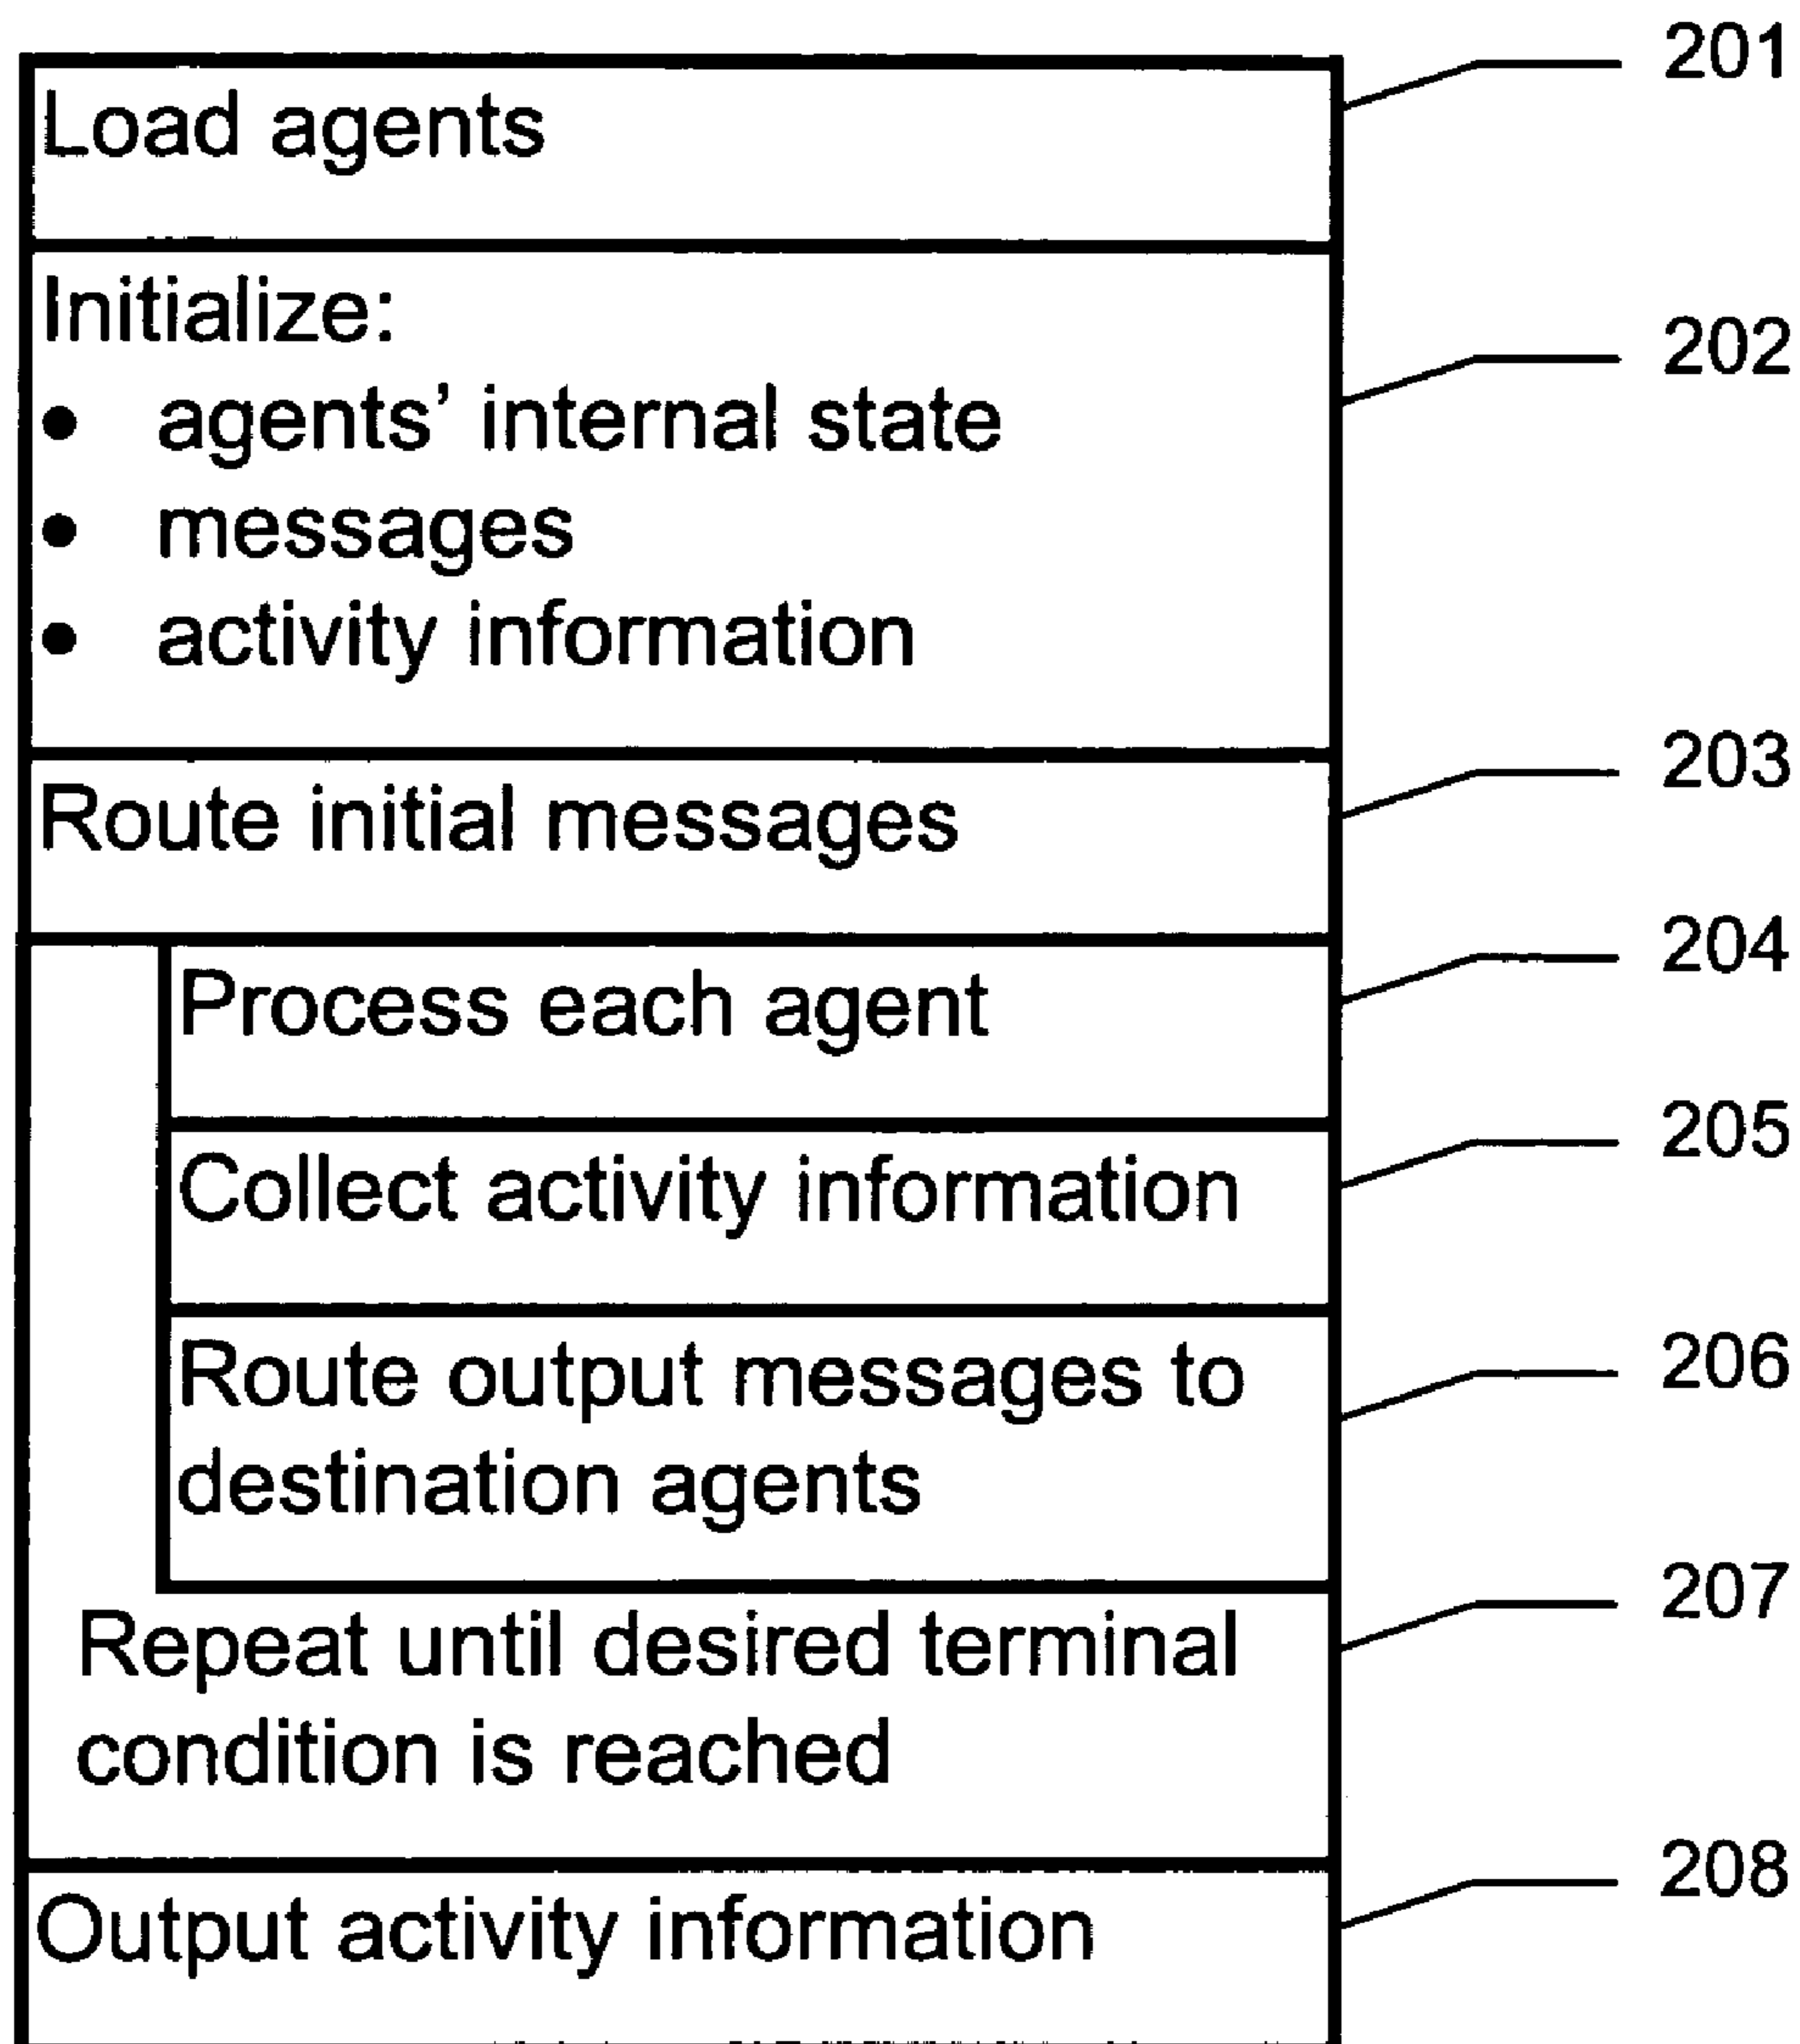 201
Load agents
Initialize:
202
• agents’ internal state
• messages
• activity information
203
Route initial messages
204
Process each agent
205
Collect activity information
206
Route output messages to
destination agents
207
Repeat until desired terminal
condition is reached
208
Output activity information